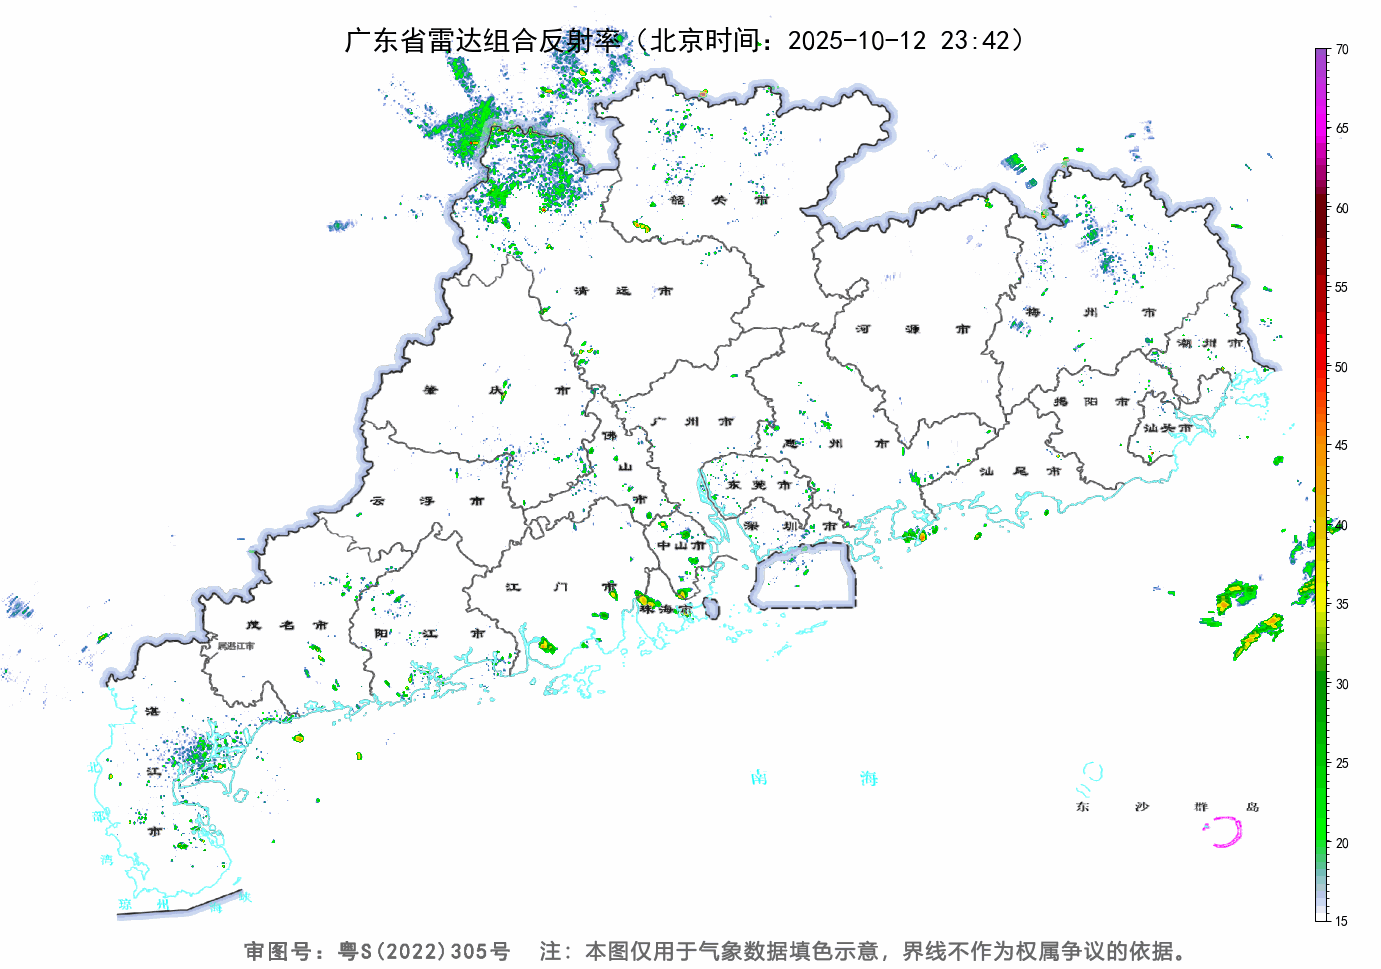 广东省雷达组合反射率（北京时间：2025-10-12 23:42）
70
65
60
55
50
45
40
35
30
25
20
15
韶关市
清远市
河源市
梅州市
潮州市
肇庆市
揭阳市
汕头市
佛山市
广州市
惠州市
汕尾市
云浮市
东莞市
深圳市
中山市
江门市
珠海市
茂名市
阳江市
属湛江市
湛江市
北部湾
琼州海峡
南海
东沙群岛
审图号：粤S(2022)305号 注：本图仅用于气象数据填色示意，界线不作为权属争议的依据。